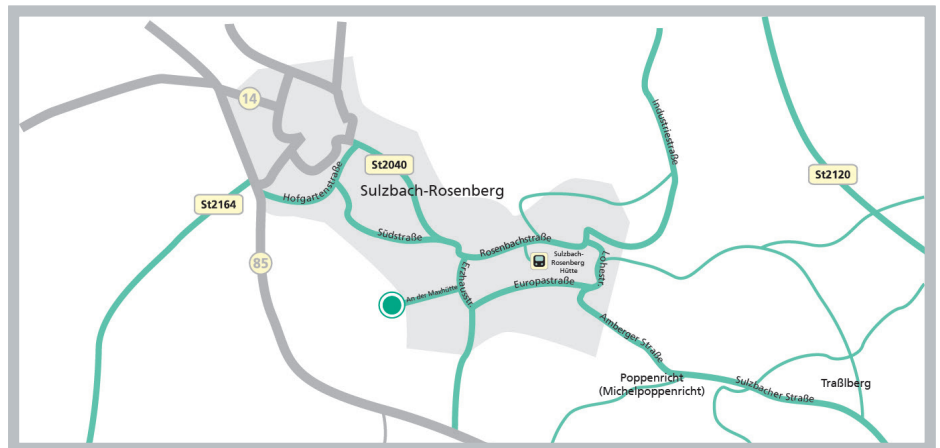 14
St2040
Industriestraße
St2120
Hofgartenstraße
Sulzbach-Rosenberg
St2164
Südstraße
Rosenbachstraße
Sulzbach-
Rosenberg
Hütte
Lohestr.
85
Erzhausstr.
Europastraße
An der Maxhütte
Amberger Straße
Poppenricht
(Michelpoppenricht)
Sulzbacher Straße
Traßlberg